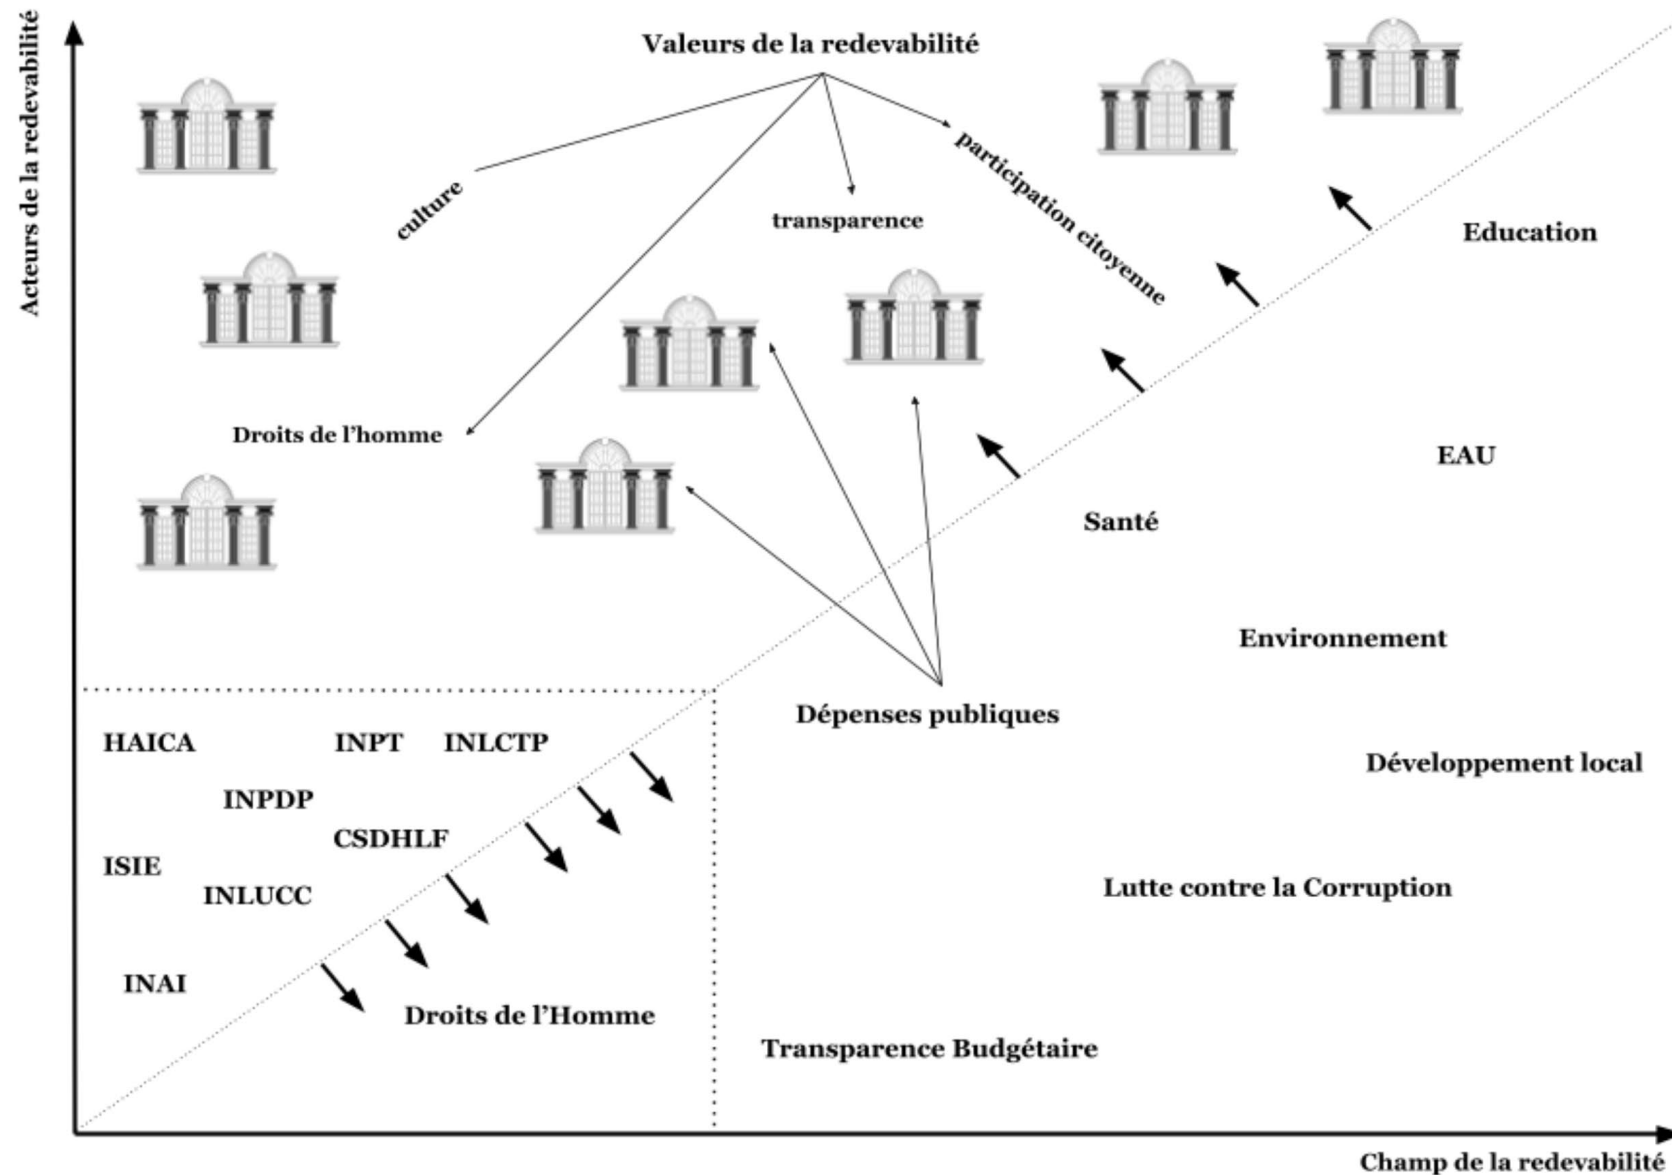 Acteurs de la redevabilité
Valeurs de la redevabilité
culture
transparence
participation citoyenne
Education
Droits de l'homme
EAU
Santé
Environnement
Dépenses publiques
HAICA
INPT
INLCTP
Développement local
INPDP
CSDHLF
ISIE
INLUCC
Lutte contre la Corruption
INAI
Droits de l'Homme
Transparence Budgétaire
Champ de la redevabilité